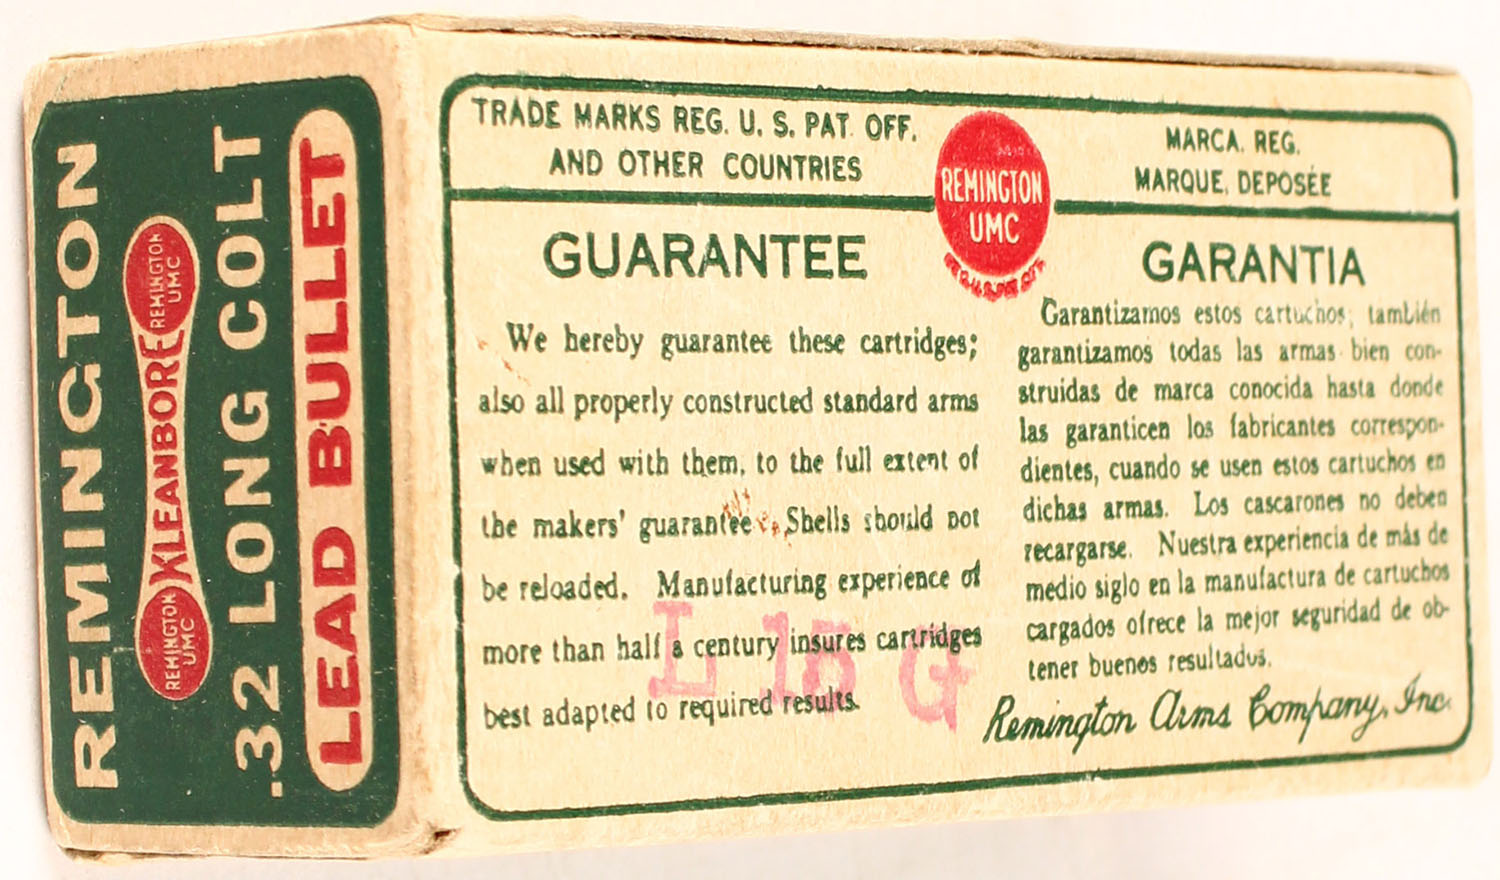 REMINGTON
REMINGTON
UMC
KLEANBORE
REMINGTON
UMC
.32 LONG COLT
LEAD BULLET
TRADE MARKS REG. U. S. PAT. OFF.
AND OTHER COUNTRIES
REMINGTON
UMC
MARCA. REG.
MARQUE. DEPOSÉE
GUARANTEE
We hereby guarantee these cartridges;
also all properly constructed standard arms
when used with them, to the full extent of
the makers' guarantee. Shells should not
be reloaded. Manufacturing experience of
more than half a century insures cartridges
best adapted to required results.
L 15 G
GARANTIA
Garantizamos estos cartuchos; también
garantizamos todas las armas bien con-
struidas de marca conocida hasta donde
las garanticen los fabricantes correspon-
dientes, cuando se usen estos cartuchos en
dichas armas. Los cascarones no deben
recargarse. Nuestra experiencia de más de
medio siglo en la manufactura de cartuchos
cargados ofrece la mejor seguridad de ob-
tener buenos resultados.
Remington Arms Company, Inc.